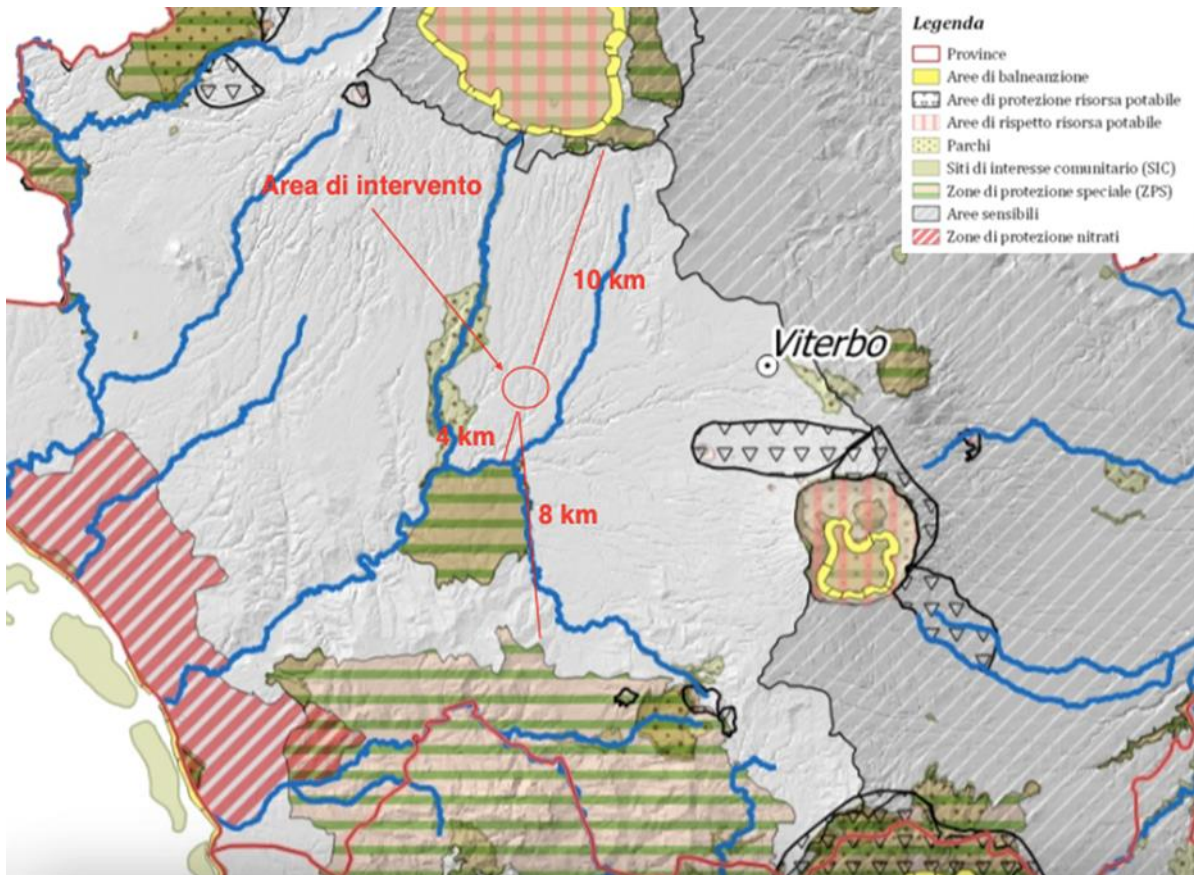 Legenda
Province
Aree di balneanzione
Aree di protezione risorsa potabile
Aree di rispetto risorsa potabile
Parchi
Siti di interesse comunitario (SIC)
Zone di protezione speciale (ZPS)
Aree sensibili
Zone di protezione nitrati
Area di intervento
10 km
Viterbo
4 km
8 km